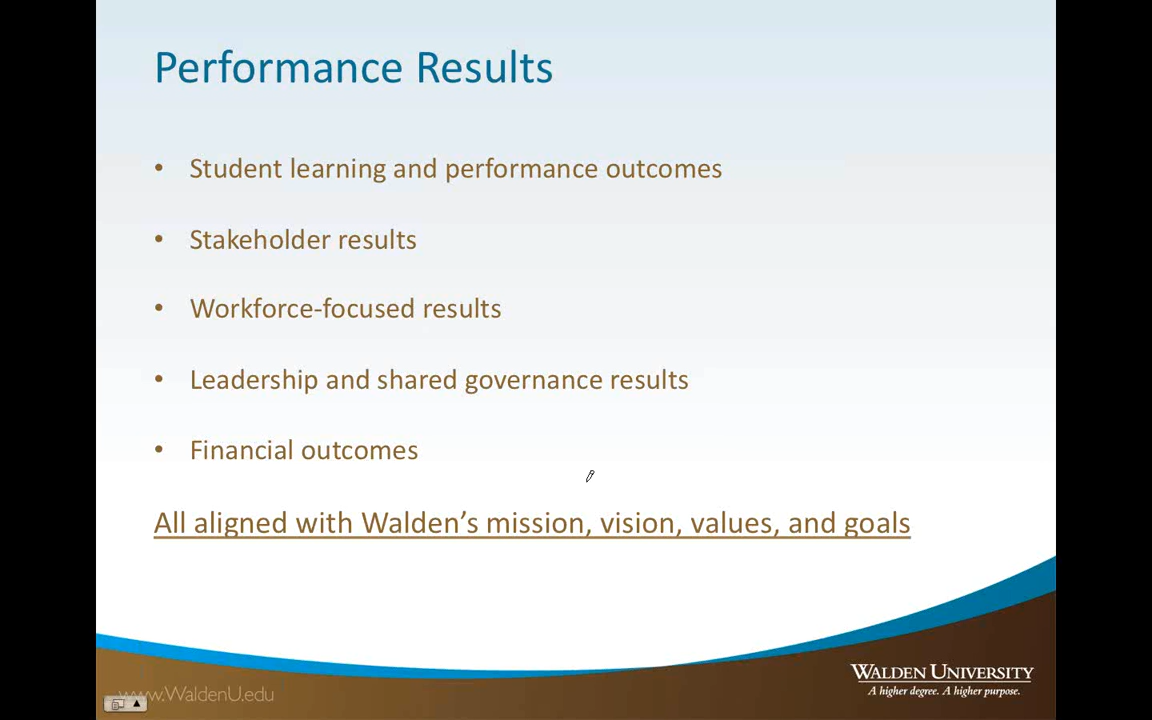 Performance Results
• Student learning and performance outcomes
• Stakeholder results
• Workforce-focused results
• Leadership and shared governance results
• Financial outcomes
All aligned with Walden’s mission, vision, values, and goals
WALDEN UNIVERSITY
A higher degree. A higher purpose.
www.WaldenU.edu